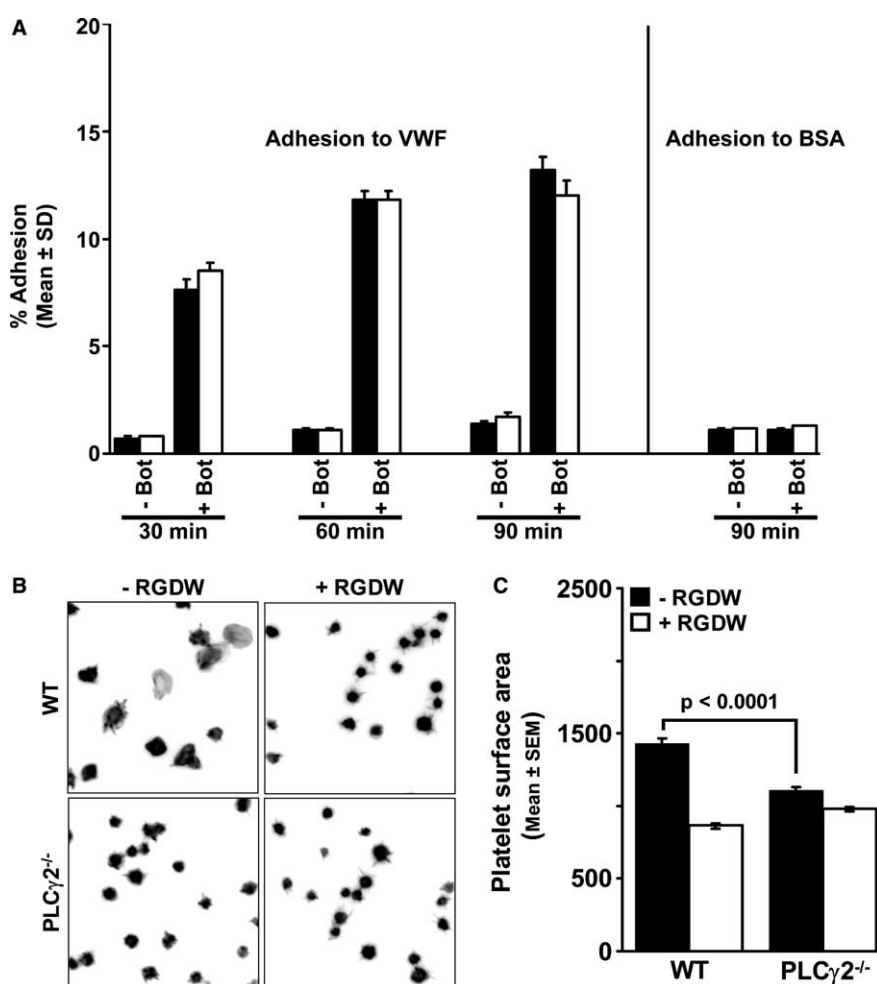 A
20
15
10
5
0
% Adhesion
(Mean ± SD)
Adhesion to VWF
Adhesion to BSA
- Bot
+ Bot
- Bot
+ Bot
- Bot
+ Bot
- Bot
+ Bot
30 min
60 min
90 min
90 min
B
- RGDW
+ RGDW
WT
PLCγ2-/-
C
2500
1500
500
0
Platelet surface area
(Mean ± SEM)
- RGDW
+ RGDW
p < 0.0001
WT
PLCγ2-/-